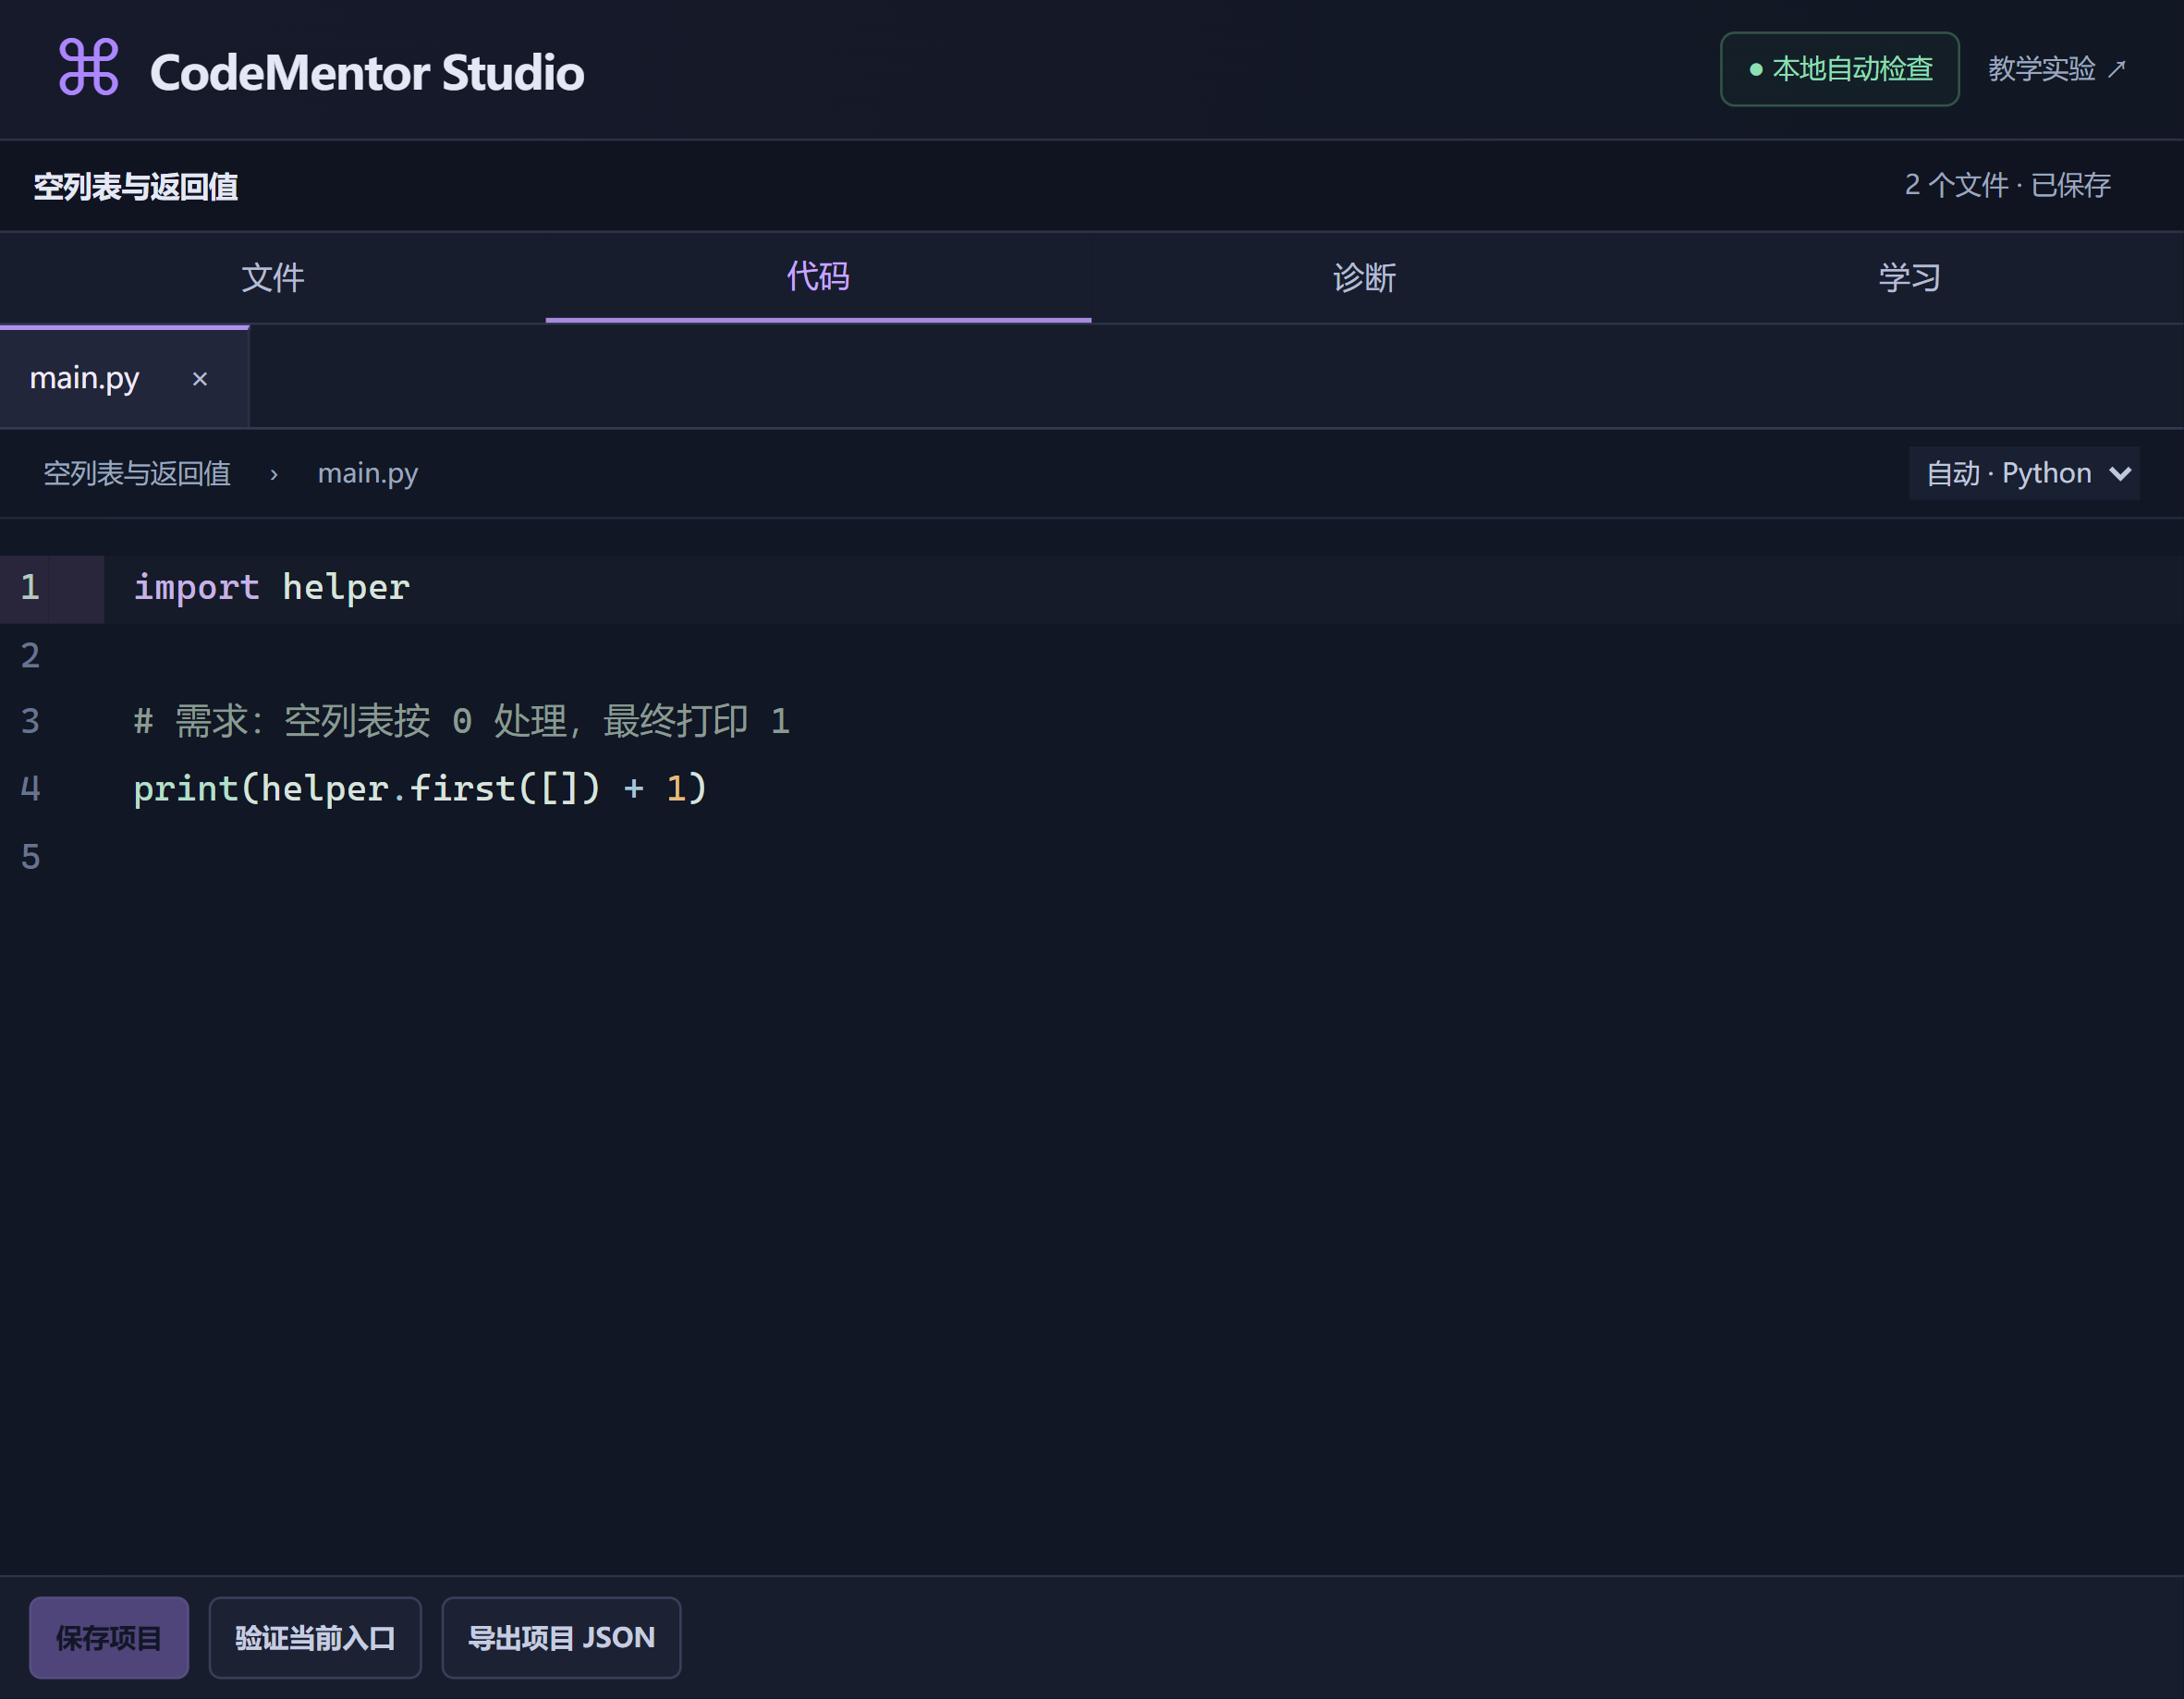 ⌘ CodeMentor Studio
● 本地自动检查
教学实验 ↗
空列表与返回值
2 个文件 · 已保存
文件
代码
诊断
学习
main.py ×
空列表与返回值 › main.py
自动 · Python
1 import helper
2
3 # 需求：空列表按 0 处理，最终打印 1
4 print(helper.first([]) + 1)
5
保存项目
验证当前入口
导出项目 JSON